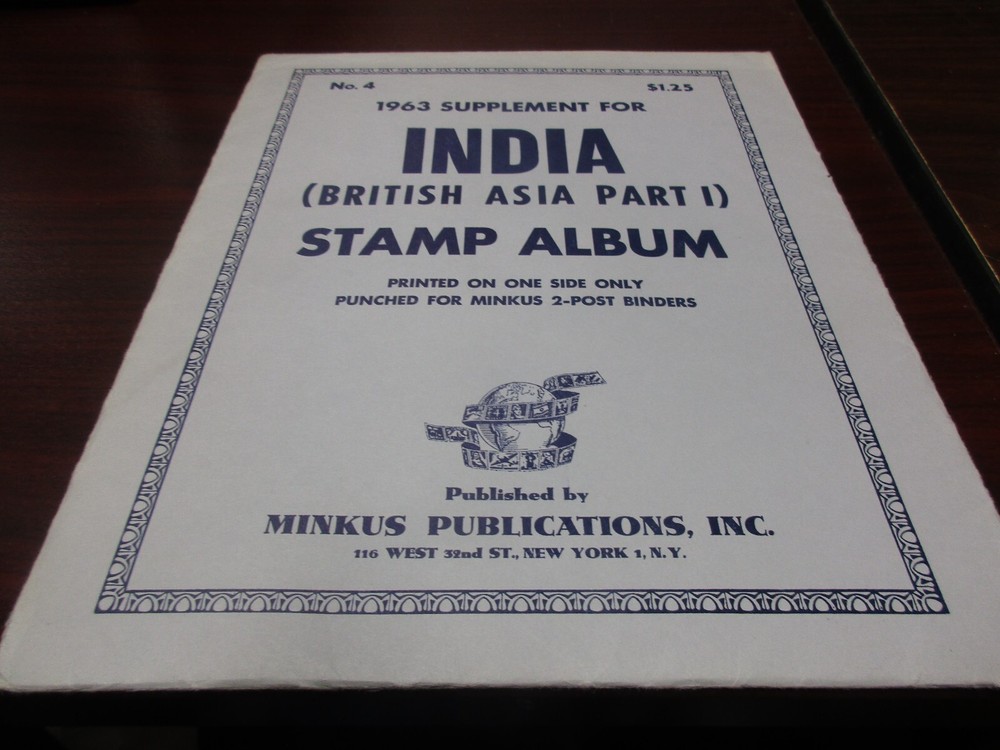 No. 4 $1.25
1963 SUPPLEMENT FOR
INDIA
(BRITISH ASIA PART I)
STAMP ALBUM
PRINTED ON ONE SIDE ONLY
PUNCHED FOR MINKUS 2-POST BINDERS
Published by
MINKUS PUBLICATIONS, INC.
116 WEST 32nd ST., NEW YORK 1, N.Y.